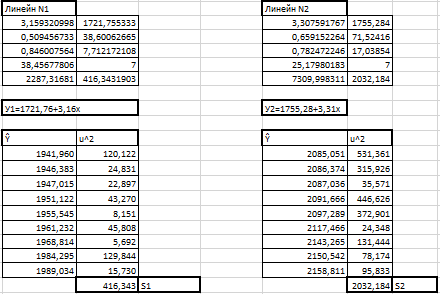 Линейн N1 Линейн N2
3,159320998 1721,755333 3,307591767 1755,284
0,509456733 38,60062665 0,659152264 71,52416
0,846007564 7,712172108 0,782472246 17,03854
38,45677806 7 25,17980183 7
2287,31681 416,3431903 7309,998311 2032,184
У1=1721,76+3,16х У2=1755,28+3,31х
Ŷ u^2 Ŷ u^2
1941,960 120,122 2085,051 531,361
1946,383 24,831 2086,374 315,926
1947,015 22,897 2087,036 35,571
1951,122 43,270 2091,666 446,626
1955,545 8,151 2097,289 372,901
1961,232 45,808 2117,466 24,348
1968,814 5,692 2143,265 131,444
1984,295 129,844 2150,542 78,174
1989,034 15,730 2158,811 95,833
416,343 S1 2032,184 S2